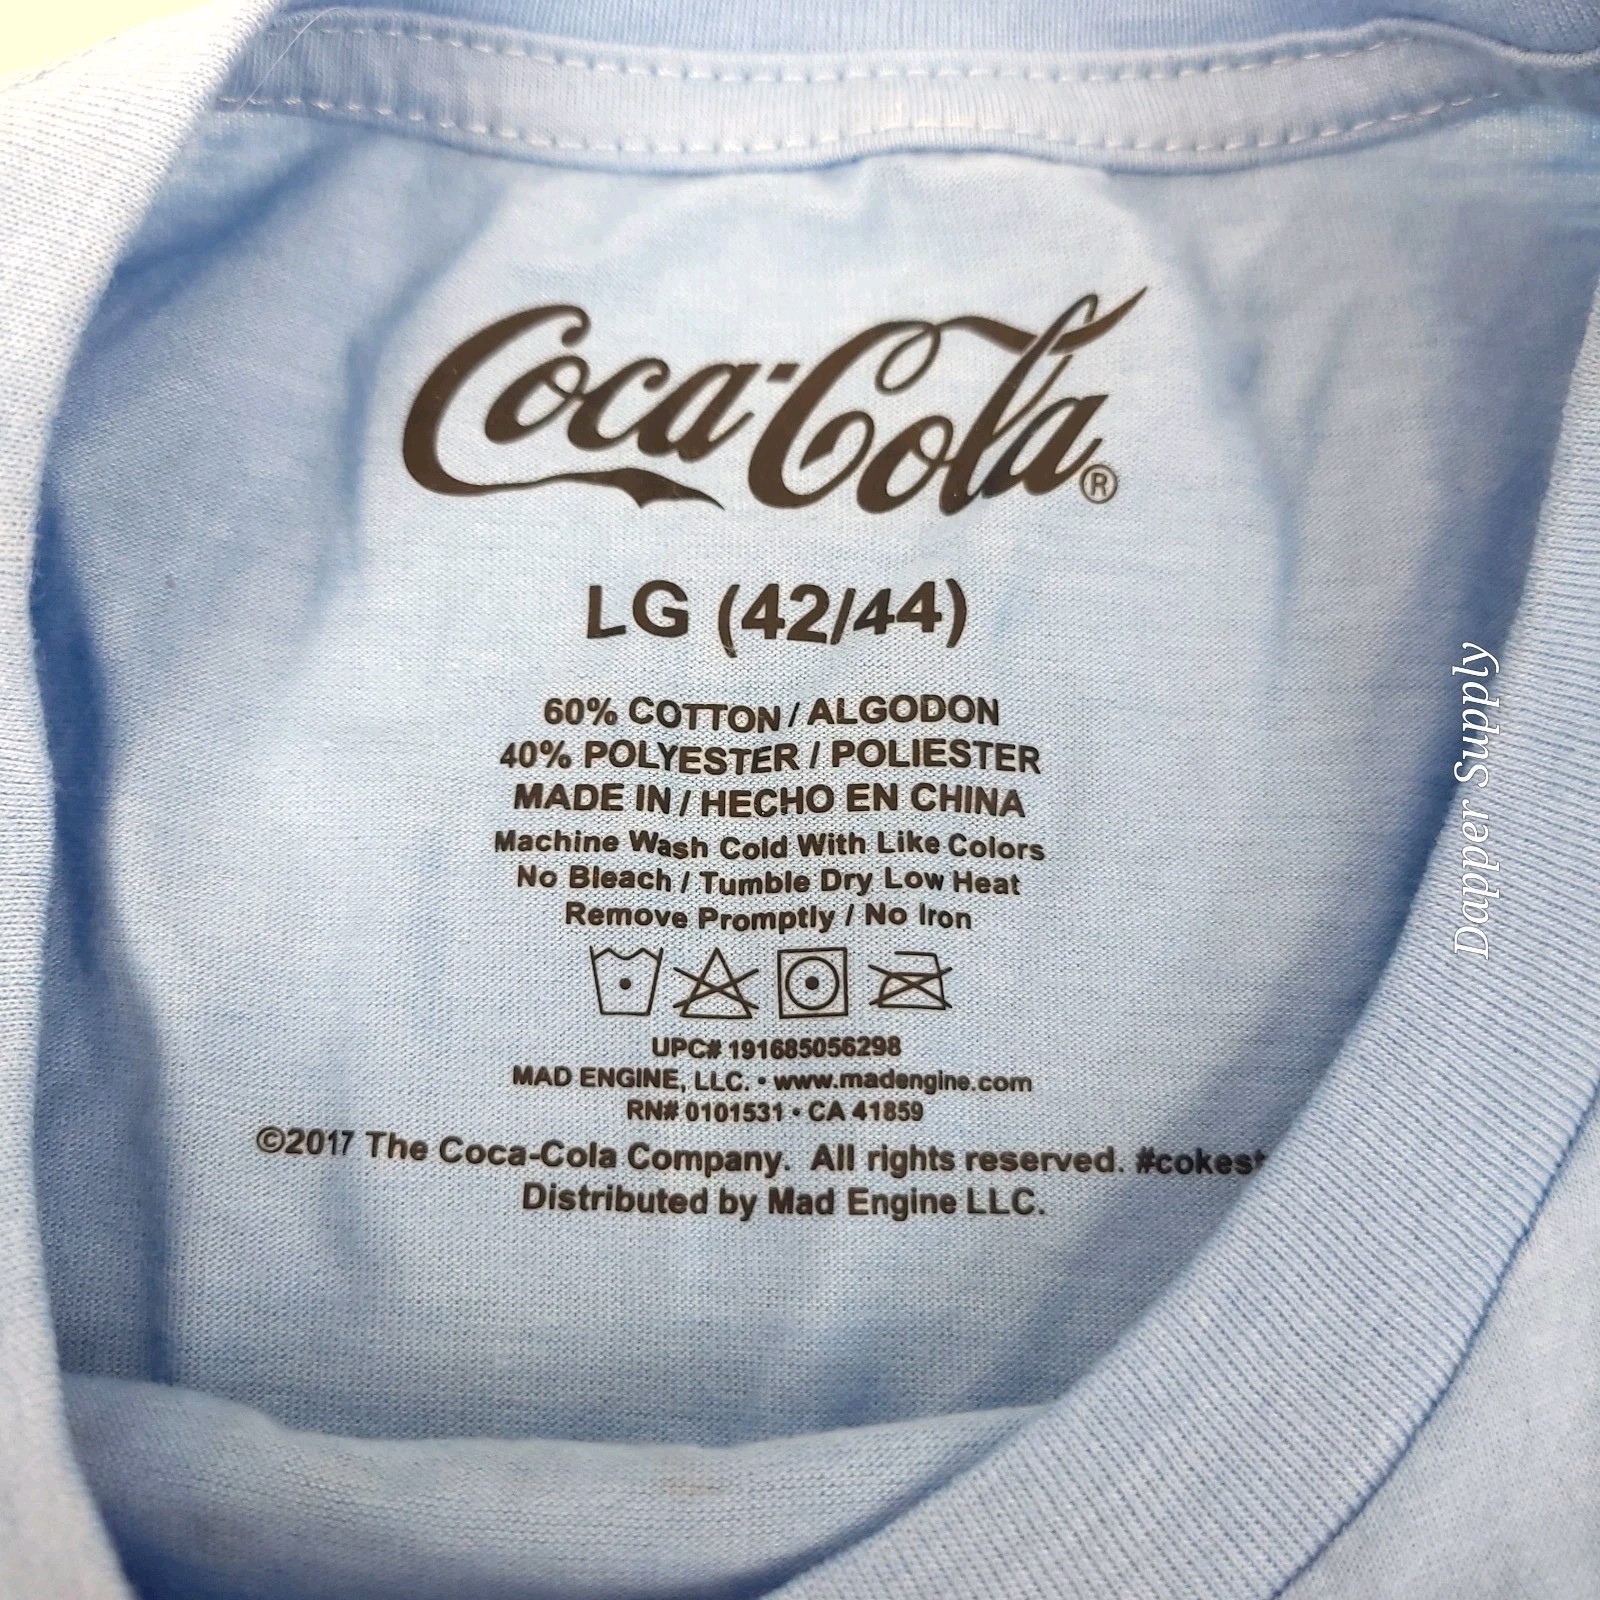 Coca-Cola®
LG (42/44)
60% COTTON / ALGODON
40% POLYESTER / POLIESTER
MADE IN / HECHO EN CHINA
Machine Wash Cold With Like Colors
No Bleach / Tumble Dry Low Heat
Remove Promptly / No Iron
UPC# 191685056298
MAD ENGINE, LLC. • www.madengine.com
RN# 0101531 • CA 41859
©2017 The Coca-Cola Company. All rights reserved. #cokest
Distributed by Mad Engine LLC.
Dapper Supply